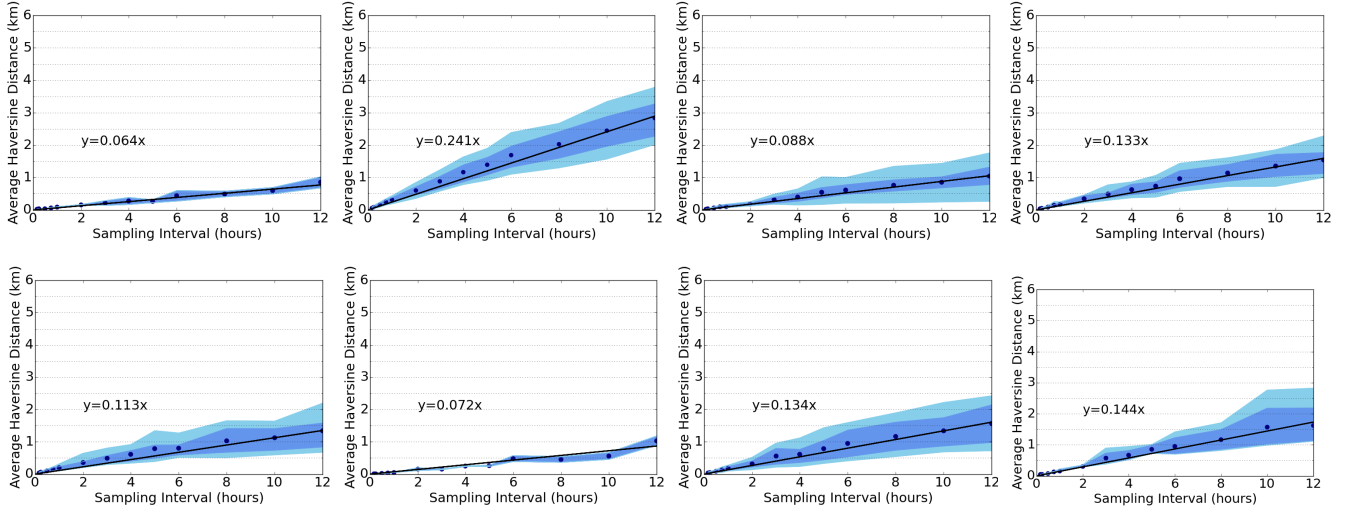 Average Haversine Distance (km)
6
5
4
3
2
1
0
y=0.064x
0 2 4 6 8 10 12
Sampling Interval (hours)
Average Haversine Distance (km)
6
5
4
3
2
1
0
y=0.241x
0 2 4 6 8 10 12
Sampling Interval (hours)
Average Haversine Distance (km)
6
5
4
3
2
1
0
y=0.088x
0 2 4 6 8 10 12
Sampling Interval (hours)
Average Haversine Distance (km)
6
5
4
3
2
1
0
y=0.133x
0 2 4 6 8 10 12
Sampling Interval (hours)
Average Haversine Distance (km)
6
5
4
3
2
1
0
y=0.113x
0 2 4 6 8 10 12
Sampling Interval (hours)
Average Haversine Distance (km)
6
5
4
3
2
1
0
y=0.072x
0 2 4 6 8 10 12
Sampling Interval (hours)
Average Haversine Distance (km)
6
5
4
3
2
1
0
y=0.134x
0 2 4 6 8 10 12
Sampling Interval (hours)
Average Haversine Distance (km)
6
5
4
3
2
1
0
y=0.144x
0 2 4 6 8 10 12
Sampling Interval (hours)